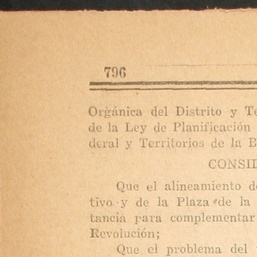 796
Orgánica del Distrito y Te
de la Ley de Planificación
deral y Territorios de la B
CONSID
Que el alineamiento d
tivo y de la Plaza de la
tancia para complementar
Revolución;
Que el problema del